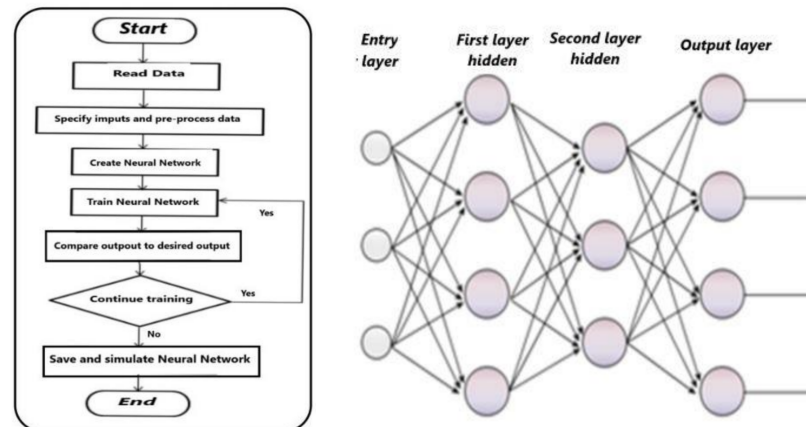 Start
Read Data
Specify inputs and pre-process data
Create Neural Network
Train Neural Network
Yes
Compare outpout to desired output
Continue training
Yes
No
Save and simulate Neural Network
End
Entry
layer
First layer
hidden
Second layer
hidden
Output layer